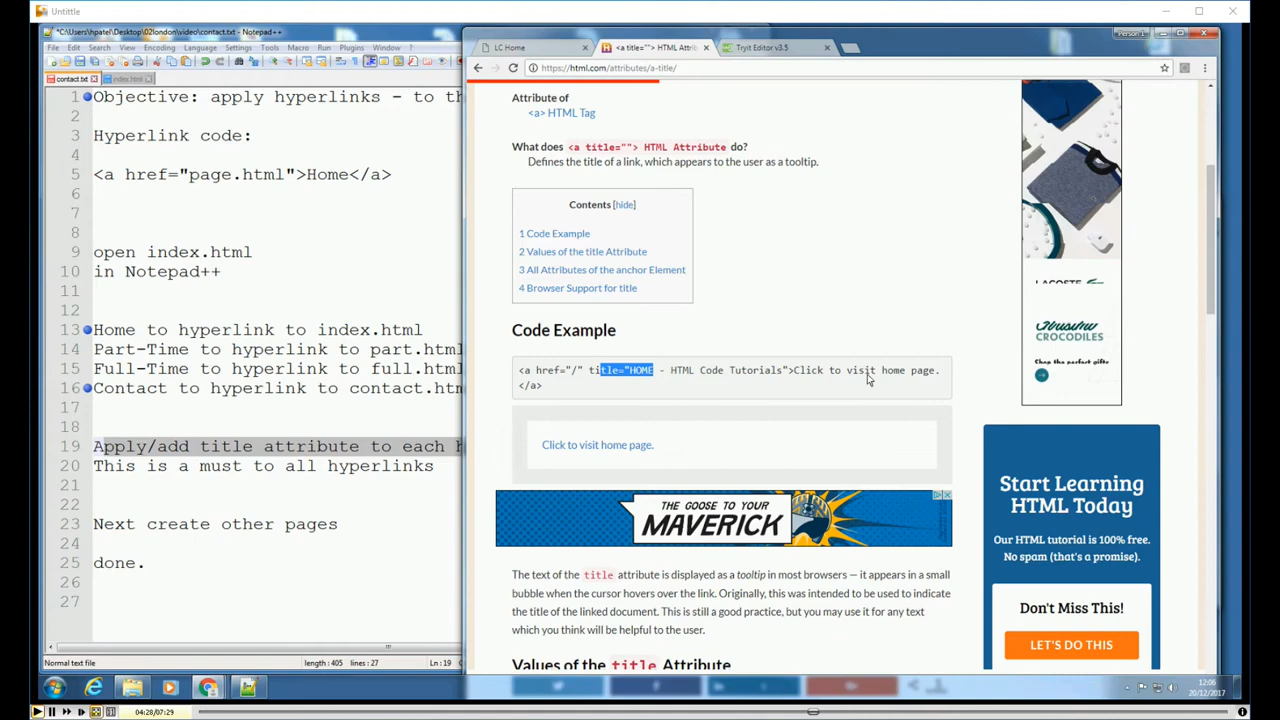 Untittle
*C:\Users\hpatel\Desktop\02london\video\contact.txt - Notepad++
File Edit Search View Encoding Language Settings Tools Macro Run Plugins Window ?
contact.txt index.html
1 Objective: apply hyperlinks - to th
2
3 Hyperlink code:
4
5 <a href="page.html">Home</a>
6
7
8
9 open index.html
10 in Notepad++
11
12
13 Home to hyperlink to index.html
14 Part-Time to hyperlink to part.html
15 Full-Time to hyperlink to full.html
16 Contact to hyperlink to contact.htm
17
18
19 Apply/add title attribute to each h
20 This is a must to all hyperlinks
21
22
23 Next create other pages
24
25 done.
26
27
Normal text file length : 405 lines : 27 Ln : 19
LC Home
<a title=""> HTML Attrib
Tryit Editor v3.5
Person 1
https://html.com/attributes/a-title/
Attribute of
<a> HTML Tag
What does <a title=""> HTML Attribute do?
Defines the title of a link, which appears to the user as a tooltip.
Contents [hide]
1 Code Example
2 Values of the title Attribute
3 All Attributes of the anchor Element
4 Browser Support for title
Code Example
<a href="/" title="HOME - HTML Code Tutorials">Click to visit home page.
</a>
Click to visit home page.
THE GOOSE TO YOUR
MAVERICK
The text of the title attribute is displayed as a tooltip in most browsers — it appears in a small
bubble when the cursor hovers over the link. Originally, this was intended to be used to indicate
the title of the linked document. This is still a good practice, but you may use it for any text
which you think will be helpful to the user.
Values of the title Attribute
LACOSTE
CROCODILES
Shop the perfect gifts
Start Learning
HTML Today
Our HTML tutorial is 100% free.
No spam (that's a promise).
Don't Miss This!
LET'S DO THIS
12:06
20/12/2017
04:28/07:29